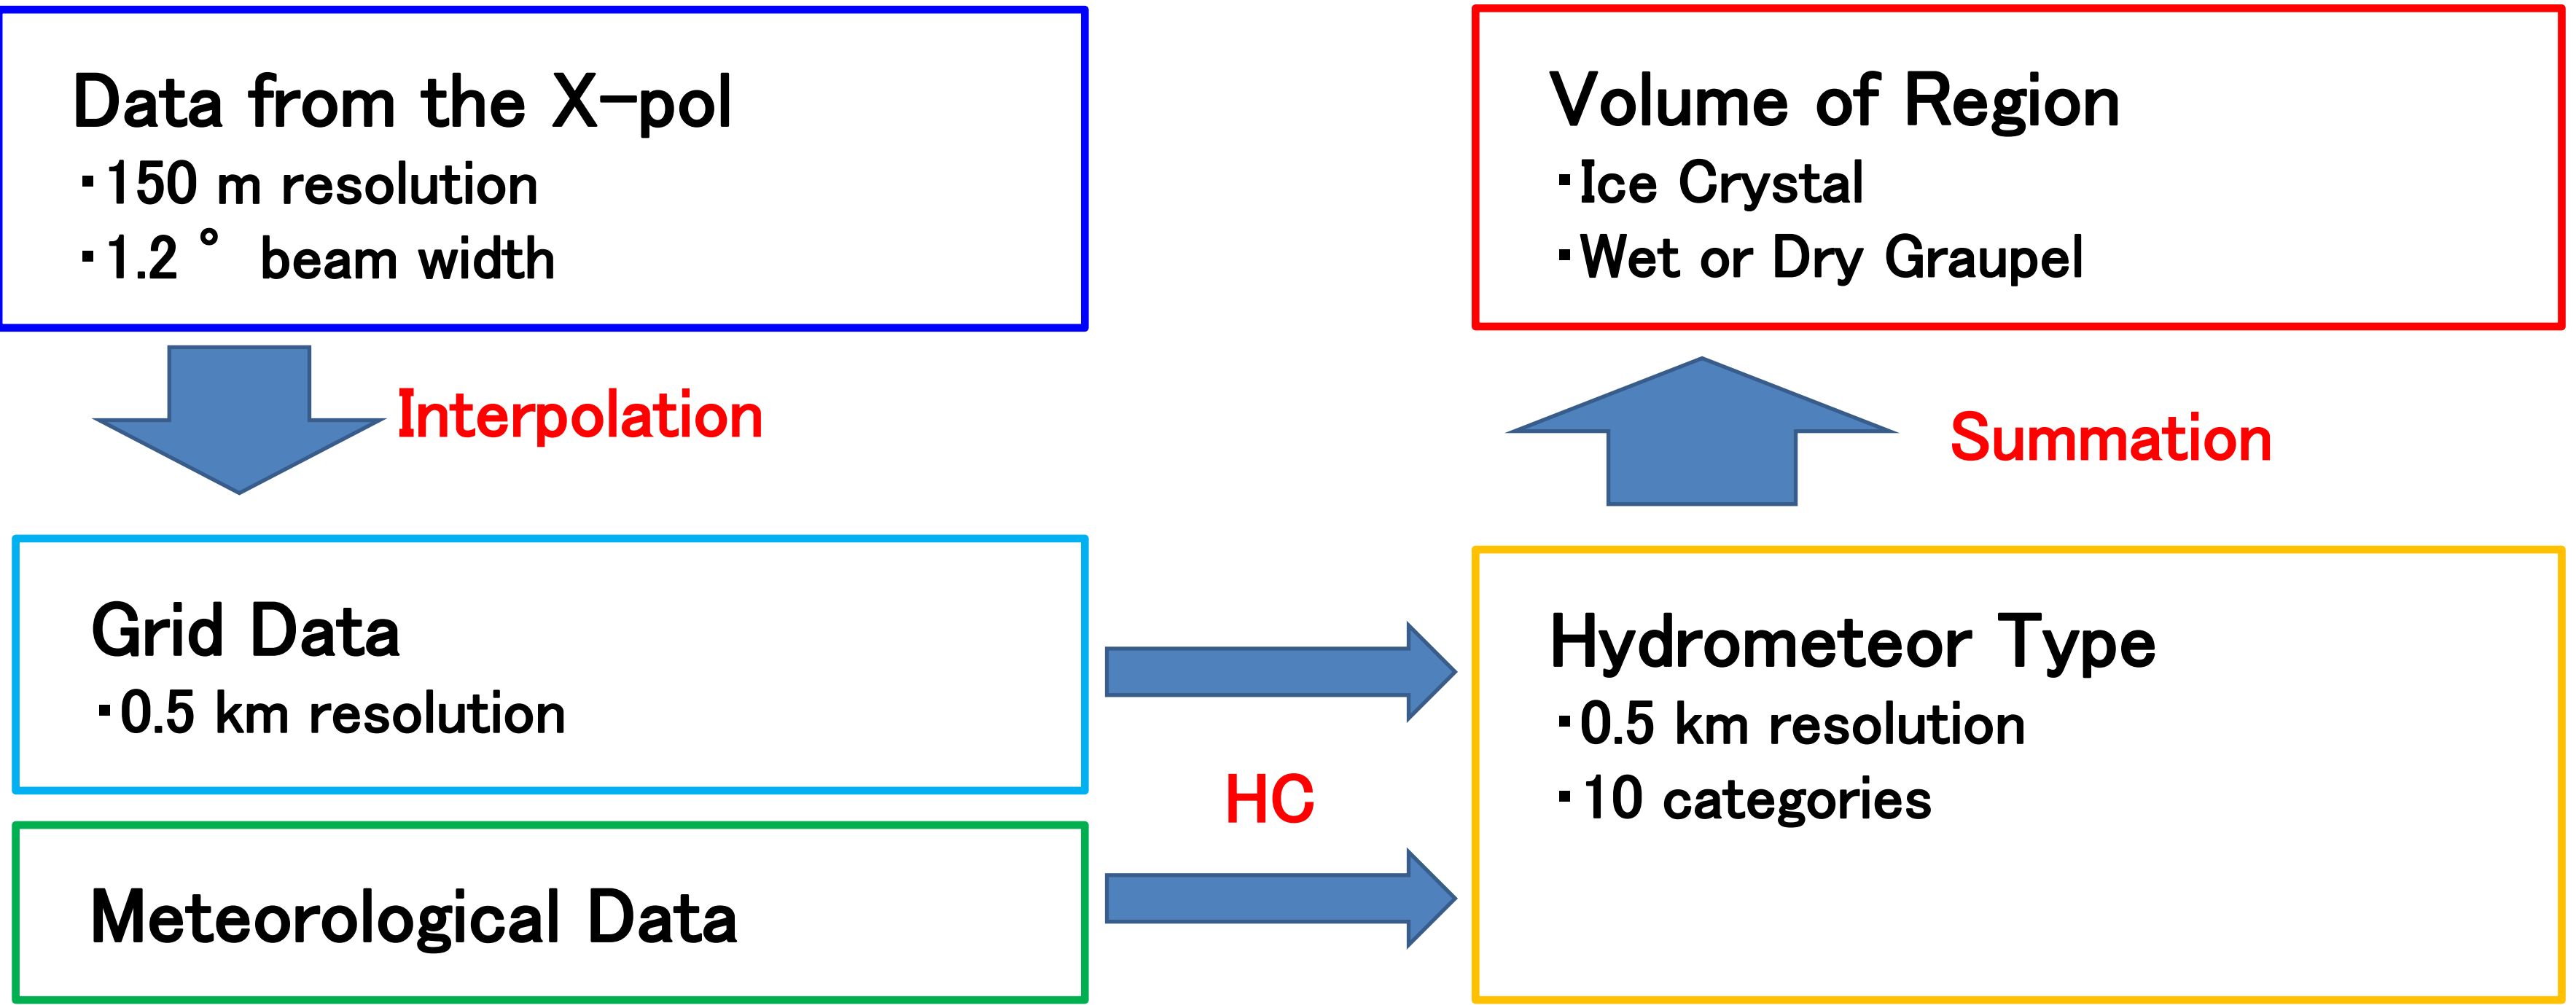 Data from the X-pol
・150 m resolution
・1.2° beam width
Interpolation
Grid Data
・0.5 km resolution
Meteorological Data
HC
Hydrometeor Type
・0.5 km resolution
・10 categories
Summation
Volume of Region
・Ice Crystal
・Wet or Dry Graupel